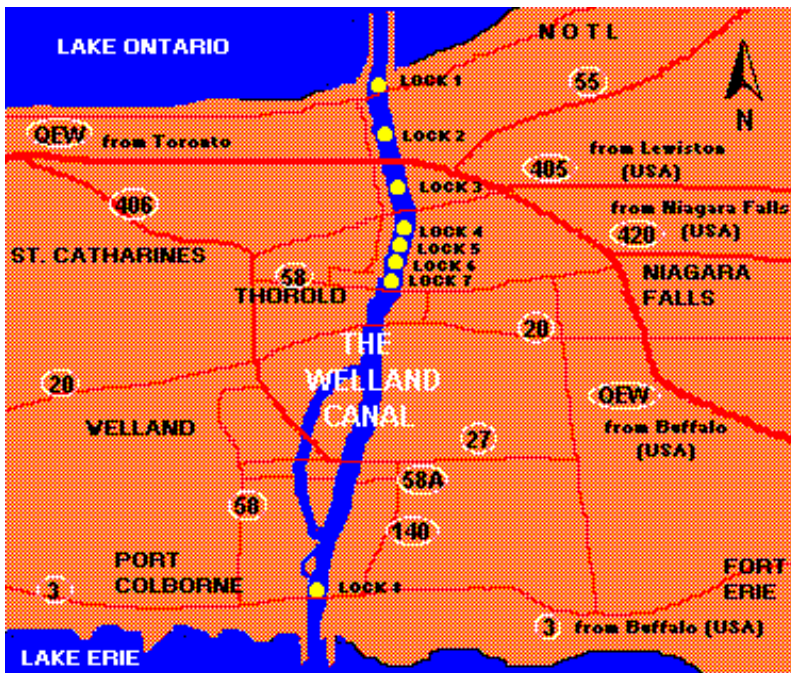 LAKE ONTARIO
N O T L
LOCK 1
55
N
QEW from Toronto
LOCK 2
from Lewiston
405 (USA)
LOCK 3
406
from Niagara Falls
420 (USA)
LOCK 4
ST. CATHARINES
LOCK 5
LOCK 6
58
LOCK 7
THOROLD
NIAGARA
FALLS
20
THE
WELLAND
CANAL
20
QEW
from Buffalo
(USA)
WELLAND
27
58A
58
140
PORT
COLBORNE
FORT
ERIE
3
LOCK 8
3 from Buffalo (USA)
LAKE ERIE